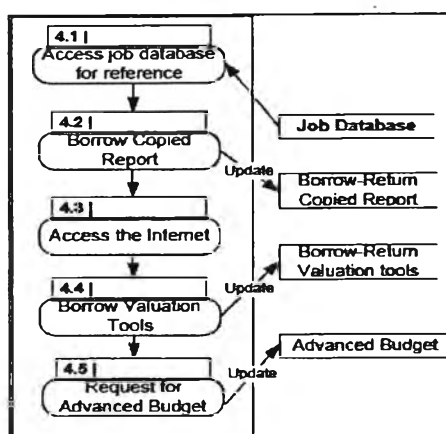 4.1 |
Access job database
for reference
4.2 |
Borrow Copied
Report
4.3
Access the Internet
4.4 |
Borrow Valuation
Tools
4.5 |
Request for
Advanced Budget
Job Database
Update
Borrow-Return
Copied Report
Borrow-Return
Valuation tools
Update
Advanced Budget
Update